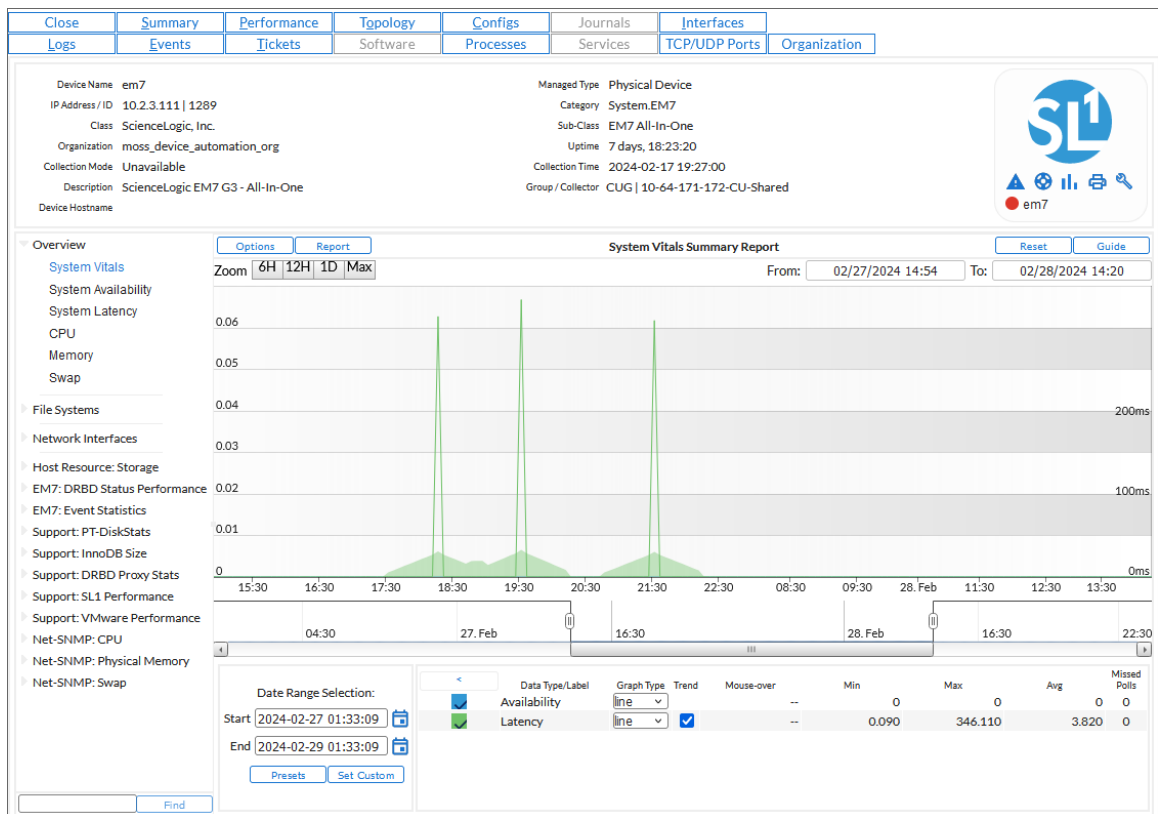 Close Summary Performance Topology Configs Journals Interfaces
Logs Events Tickets Software Processes Services TCP/UDP Ports Organization
Device Name em7 Managed Type Physical Device
IP Address / ID 10.2.3.111 | 1289 Category System.EM7
Class ScienceLogic, Inc. Sub-Class EM7 All-In-One
Organization moss_device_automation_org Uptime 7 days, 18:23:20
Collection Mode Unavailable Collection Time 2024-02-17 19:27:00
Description ScienceLogic EM7 G3 - All-In-One Group / Collector CUG | 10-64-171-172-CU-Shared
Device Hostname
SL1
em7
Overview
System Vitals
System Availability
System Latency
CPU
Memory
Swap
File Systems
Network Interfaces
Host Resource: Storage
EM7: DRBD Status Performance
EM7: Event Statistics
Support: PT-DiskStats
Support: InnoDB Size
Support: DRBD Proxy Stats
Support: SL1 Performance
Support: VMware Performance
Net-SNMP: CPU
Net-SNMP: Physical Memory
Net-SNMP: Swap
Find
Options Report System Vitals Summary Report Reset Guide
Zoom 6H 12H 1D Max From: 02/27/2024 14:54 To: 02/28/2024 14:20
0.06
0.05
0.04 200ms
0.03
0.02 100ms
0.01
0 0ms
15:30 16:30 17:30 18:30 19:30 20:30 21:30 22:30 08:30 09:30 28. Feb 11:30 12:30 13:30
04:30 27. Feb 16:30 28. Feb 16:30 22:30
Date Range Selection:
Start 2024-02-27 01:33:09
End 2024-02-29 01:33:09
Presets Set Custom
< Data Type/Label Graph Type Trend Mouse-over Min Max Avg Missed Polls
Availability line -- 0 0 0 0
Latency line -- 0.090 346.110 3.820 0